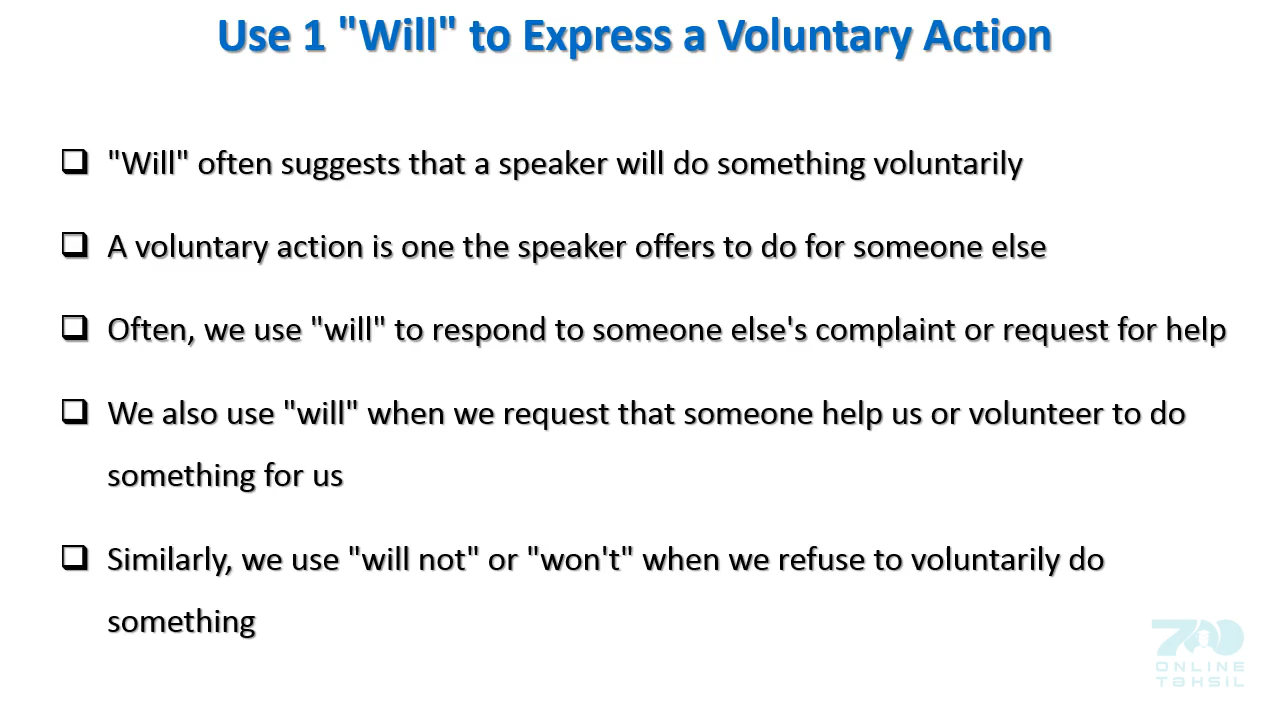 Use 1 "Will" to Express a Voluntary Action
"Will" often suggests that a speaker will do something voluntarily
A voluntary action is one the speaker offers to do for someone else
Often, we use "will" to respond to someone else's complaint or request for help
We also use "will" when we request that someone help us or volunteer to do
something for us
Similarly, we use "will not" or "won't" when we refuse to voluntarily do
something
700
ONLINE
TaHSIL